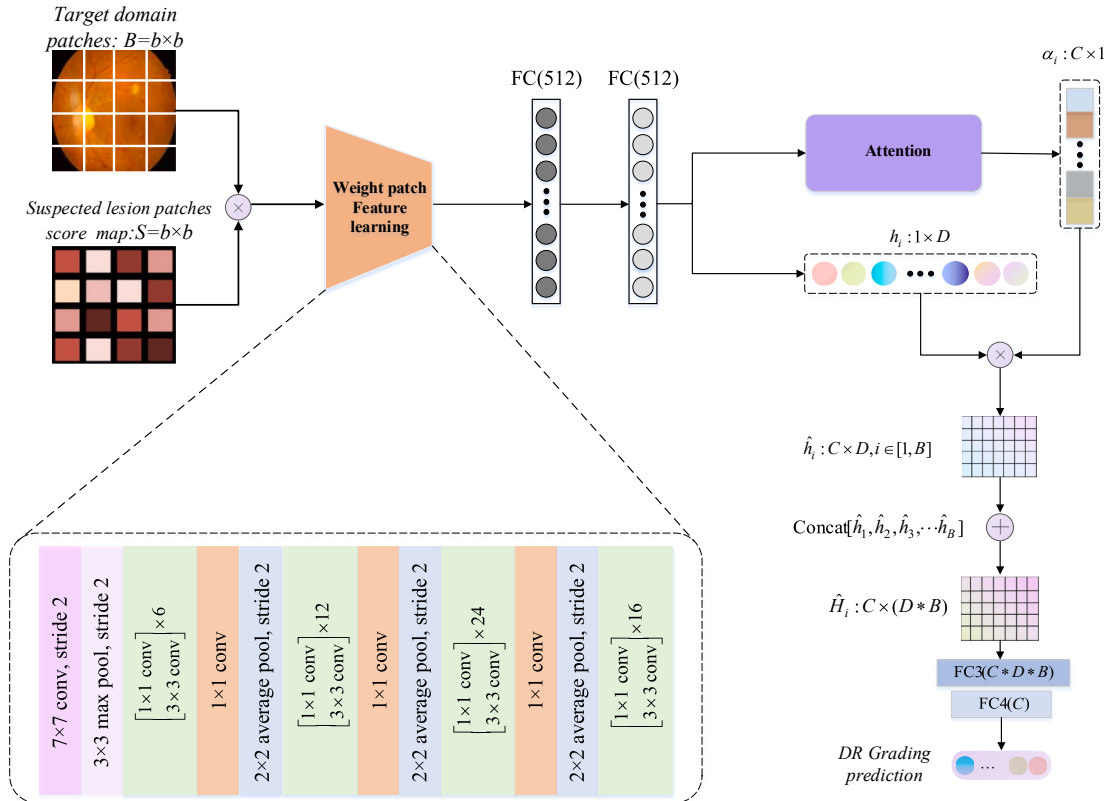 Target domain
patches: B=b×b
Suspected lesion patches
score map:S=b×b
×
Weight patch
Feature
learning
FC(512)
FC(512)
Attention
α_i : C×1
h_i : 1×D
×
ĥ_i : C×D, i∈[1, B]
Concat[ĥ_1, ĥ_2, ĥ_3, ⋯ĥ_B]
+
Ĥ_i : C×(D*B)
FC3(C*D*B)
FC4(C)
DR Grading
prediction
...
7×7 conv, stride 2
3×3 max pool, stride 2
[1×1 conv
3×3 conv]×6
1×1 conv
2×2 average pool, stride 2
[1×1 conv
3×3 conv]×12
1×1 conv
2×2 average pool, stride 2
[1×1 conv
3×3 conv]×24
1×1 conv
2×2 average pool, stride 2
[1×1 conv
3×3 conv]×16